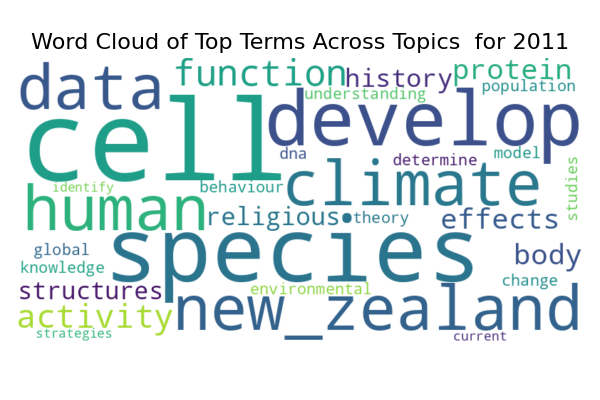 Word Cloud of Top Terms Across Topics  for 2011
function
history
protein
data
understanding
population
cell
develop
dna
determine
model
studies
identify
behaviour
climate
human
religious
theory
effects
global
species
body
knowledge
structures
environmental
change
new_zealand
activity
strategies
current